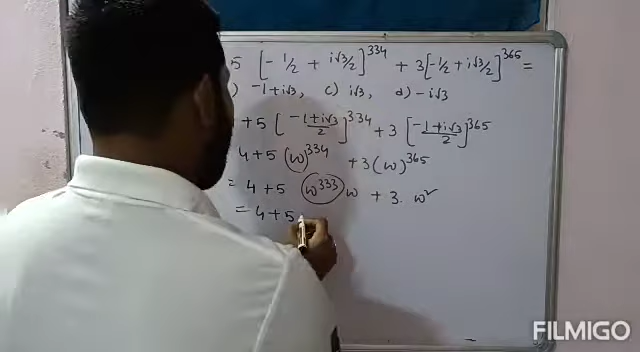 5 [-1/2 + i√3/2]^334 + 3[-1/2 + i√3/2]^365 =
) -1+i√3, c) i√3, d) -i√3
+5 [-1+i√3/2]^334 + 3 [-1+i√3/2]^365
4+5 (ω)^334 + 3(ω)^365
= 4+5 (ω^333) ω + 3. ω²
= 4+5
FILMIGO